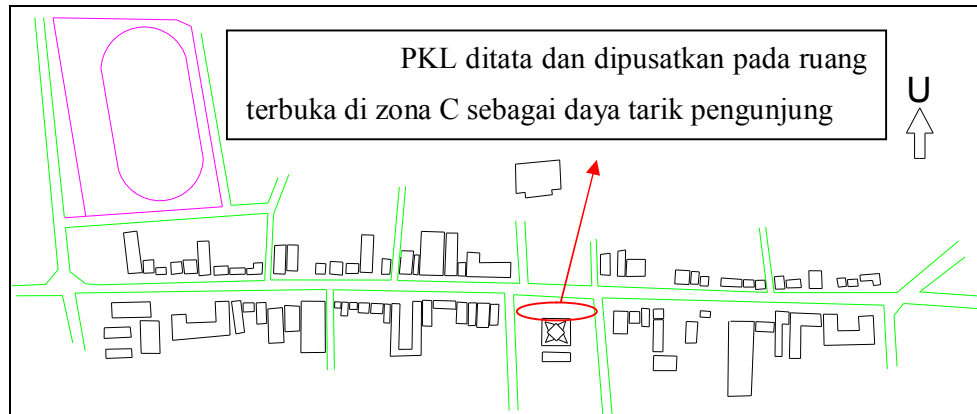 PKL ditata dan dipusatkan pada ruang
terbuka di zona C sebagai daya tarik pengunjung
U